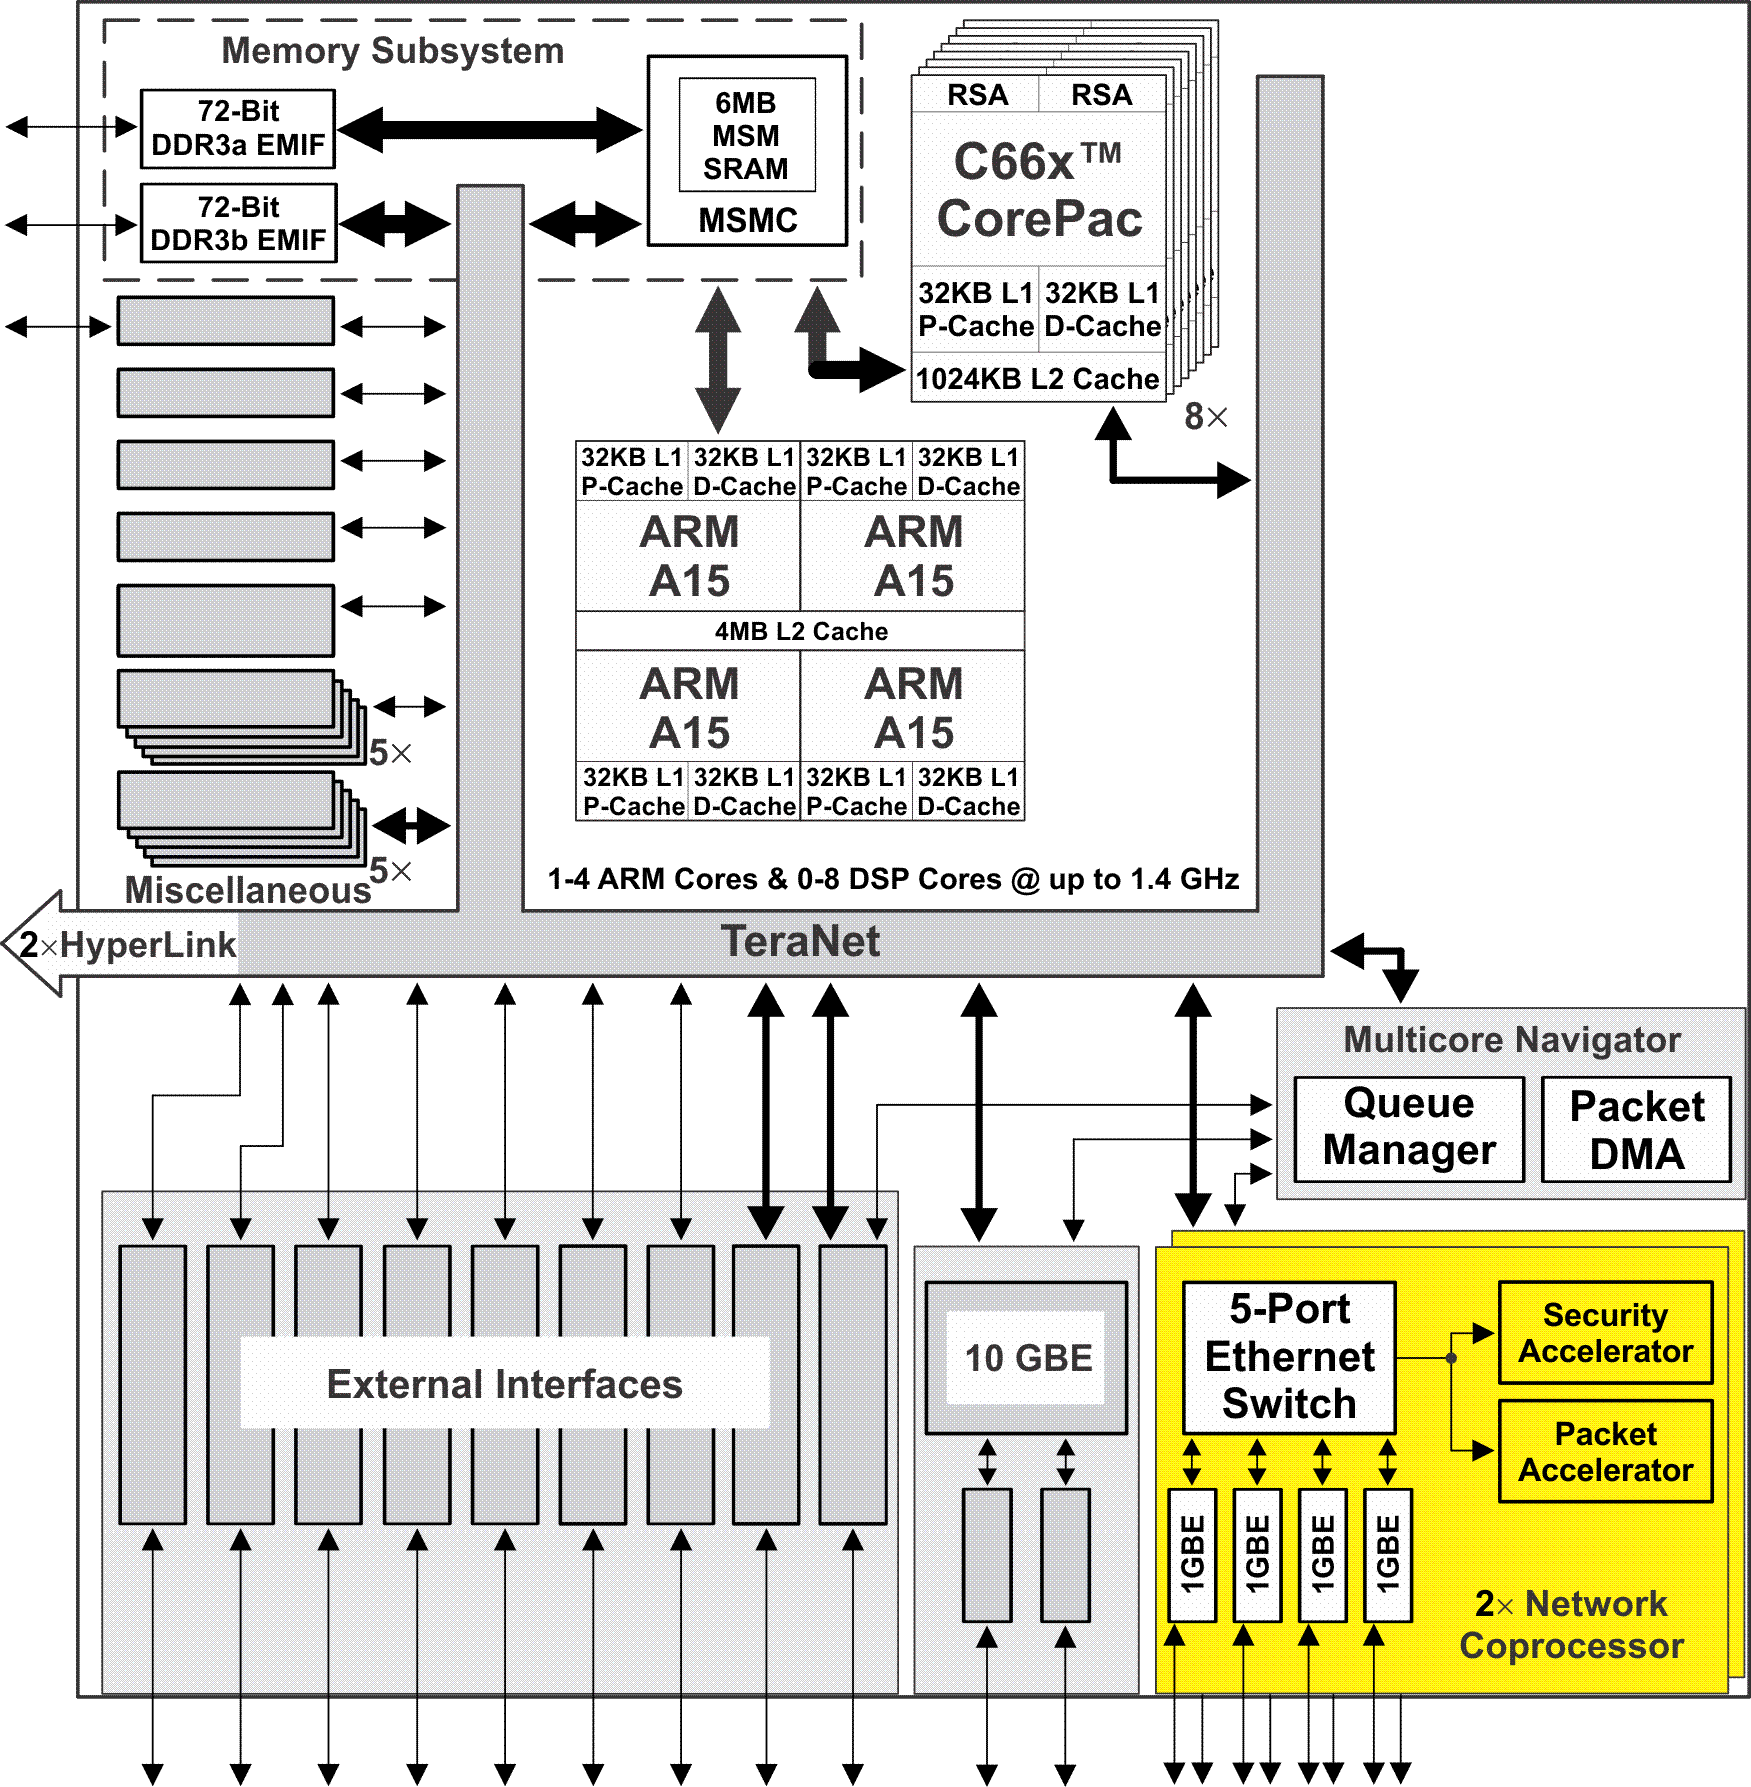 Memory Subsystem
72-Bit
DDR3a EMIF
72-Bit
DDR3b EMIF
6MB
MSM
SRAM
MSMC
RSA RSA
C66x™
CorePac
32KB L1 32KB L1
P-Cache D-Cache
1024KB L2 Cache
8×
32KB L1 32KB L1 32KB L1 32KB L1
P-Cache D-Cache P-Cache D-Cache
ARM ARM
A15 A15
4MB L2 Cache
ARM ARM
A15 A15
32KB L1 32KB L1 32KB L1 32KB L1
P-Cache D-Cache P-Cache D-Cache
5×
5×
Miscellaneous
1-4 ARM Cores & 0-8 DSP Cores @ up to 1.4 GHz
2×HyperLink
TeraNet
Multicore Navigator
Queue
Manager
Packet
DMA
External Interfaces
10 GBE
5-Port
Ethernet
Switch
Security
Accelerator
Packet
Accelerator
1GBE
1GBE
1GBE
1GBE
2× Network
Coprocessor